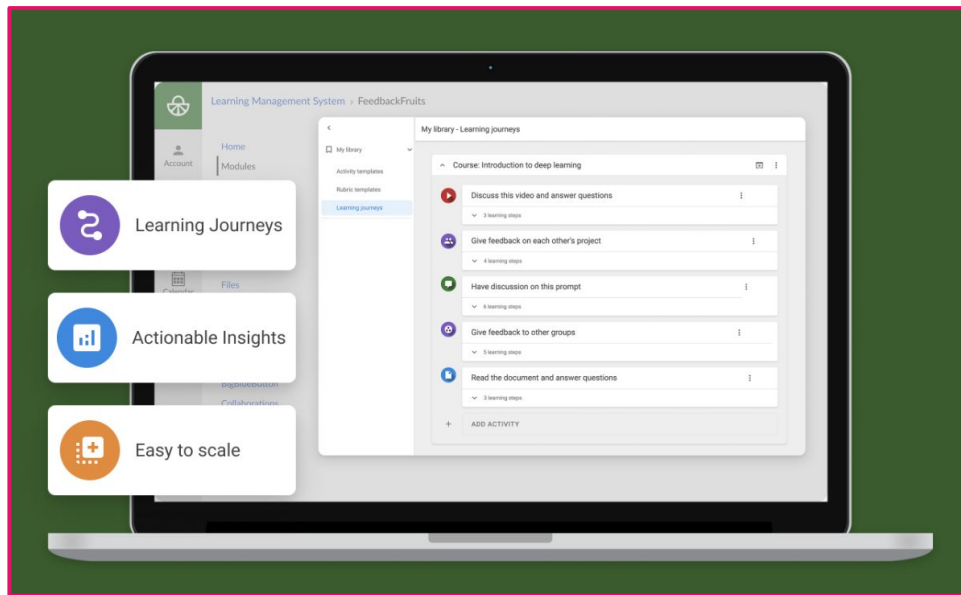 Learning Management System › FeedbackFruits
Account
Home
Modules
Calendar
Files
BigBlueButton
Collaborations
Learning Journeys
Actionable Insights
Easy to scale
My library
Activity templates
Rubric templates
Learning journeys
My library - Learning journeys
Course: Introduction to deep learning
Discuss this video and answer questions
3 learning steps
Give feedback on each other's project
4 learning steps
Have discussion on this prompt
6 learning steps
Give feedback to other groups
5 learning steps
Read the document and answer questions
3 learning steps
+ ADD ACTIVITY